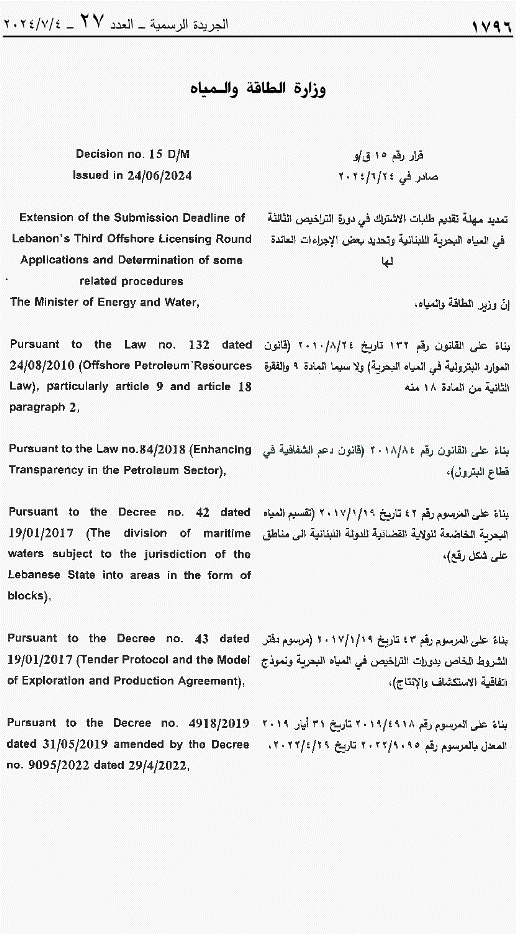 ١٧٩٦
الجريدة الرسمية ــ العدد ٢٧ ــ ٢٠٢٤/٧/٤
وزارة الطاقة والمياه
Decision no. 15 D/M
Issued in 24/06/2024
Extension of the Submission Deadline of
Lebanon's Third Offshore Licensing Round
Applications and Determination of some
related procedures
The Minister of Energy and Water,
Pursuant to the Law no. 132 dated
24/08/2010 (Offshore Petroleum Resources
Law), particularly article 9 and article 18
paragraph 2,
Pursuant to the Law no.84/2018 (Enhancing
Transparency in the Petroleum Sector),
Pursuant to the Decree no. 42 dated
19/01/2017 (The division of maritime
waters subject to the jurisdiction of the
Lebanese State into areas in the form of
blocks),
Pursuant to the Decree no. 43 dated
19/01/2017 (Tender Protocol and the Model
of Exploration and Production Agreement),
Pursuant to the Decree no. 4918/2019
dated 31/05/2019 amended by the Decree
no. 9095/2022 dated 29/4/2022,
قرار رقم ١٥ ق/و
صادر في ٢٠٢٤/٦/٢٤
تمديد مهلة تقديم طلبات الاشتراك في دورة التراخيص الثالثة
في المياه البحرية اللبنانية وتحديد بعض الإجراءات العائدة
لها
إنّ وزير الطاقة والمياه،
بناءً على القانون رقم ١٣٢ تاريخ ٢٠١٠/٨/٢٤ (قانون
الموارد البترولية في المياه البحرية) ولا سيما المادة ٩ والفقرة
الثانية من المادة ١٨ منه
بناءً على القانون رقم ٢٠١٨/٨٤ (قانون دعم الشفافية في
قطاع البترول)،
بناءً على المرسوم رقم ٤٢ تاريخ ٢٠١٧/١/١٩ (تقسيم المياه
البحرية الخاضعة للولاية القضائية للدولة اللبنانية الى مناطق
على شكل رقع)،
بناءً على المرسوم رقم ٤٣ تاريخ ٢٠١٧/١/١٩ (مرسوم دفتر
الشروط الخاص بدورات التراخيص في المياه البحرية ونموذج
اتفاقية الاستكشاف والإنتاج)،
بناءً على المرسوم رقم ٢٠١٩/٤٩١٨ تاريخ ٣١ أيار ٢٠١٩
المعدل بالمرسوم رقم ٢٠٢٢/٩٠٩٥ تاريخ ٢٠٢٢/٤/٢٩،